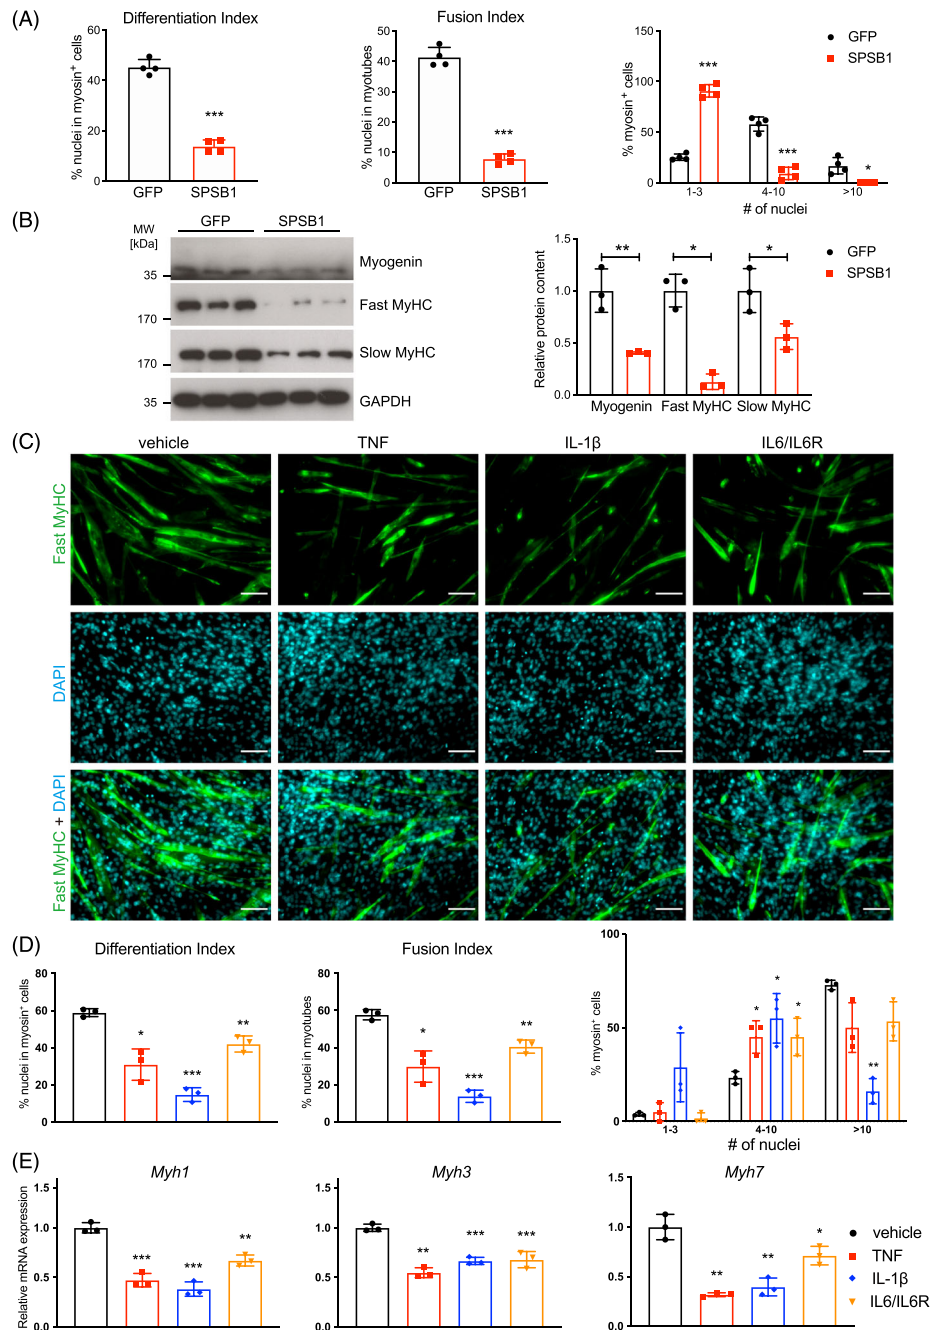 (A)
Differentiation Index
Fusion Index
% nuclei in myosin⁺ cells
60
40
20
0
***
GFP
SPSB1
% nuclei in myotubes
50
40
30
20
10
0
***
GFP
SPSB1
% myosin⁺ cells
150
100
50
0
***
***
*
1-3
4-10
>10
# of nuclei
GFP
SPSB1
(B)
MW
[kDa]
GFP
SPSB1
35
Myogenin
170
Fast MyHC
170
Slow MyHC
35
GAPDH
Relative protein content
1.5
1.0
0.5
0.0
**
*
*
Myogenin
Fast MyHC
Slow MyHC
GFP
SPSB1
(C)
vehicle
TNF
IL-1β
IL6/IL6R
Fast MyHC
DAPI
Fast MyHC + DAPI
(D)
Differentiation Index
Fusion Index
% nuclei in myosin⁺ cells
80
60
40
20
0
*
***
**
% nuclei in myotubes
80
60
40
20
0
*
***
**
% myosin⁺ cells
100
50
0
*
*
*
**
1-3
4-10
>10
# of nuclei
(E)
Myh1
Myh3
Myh7
Relative mRNA expression
1.5
1.0
0.5
0.0
***
***
**
1.5
1.0
0.5
0.0
**
***
***
1.5
1.0
0.5
0.0
**
**
*
vehicle
TNF
IL-1β
IL6/IL6R